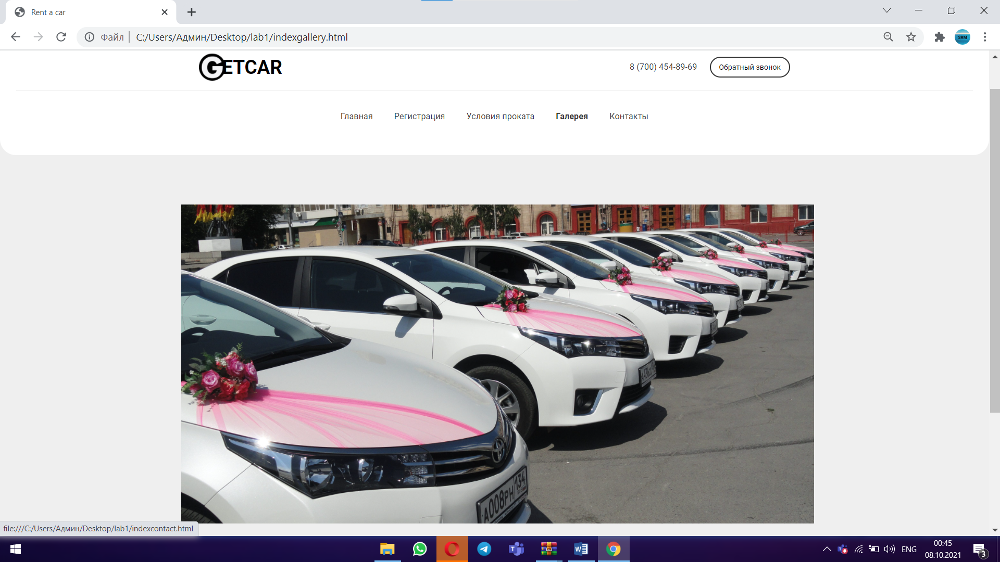 Rent a car
Файл
C:/Users/Админ/Desktop/lab1/indexgallery.html
SRM
GETCAR
8 (700) 454-89-69
Обратный звонок
Главная
Регистрация
Условия проката
Галерея
Контакты
А008РН 134
file:///C:/Users/Админ/Desktop/lab1/indexcontact.html
ENG
00:45
08.10.2021
3